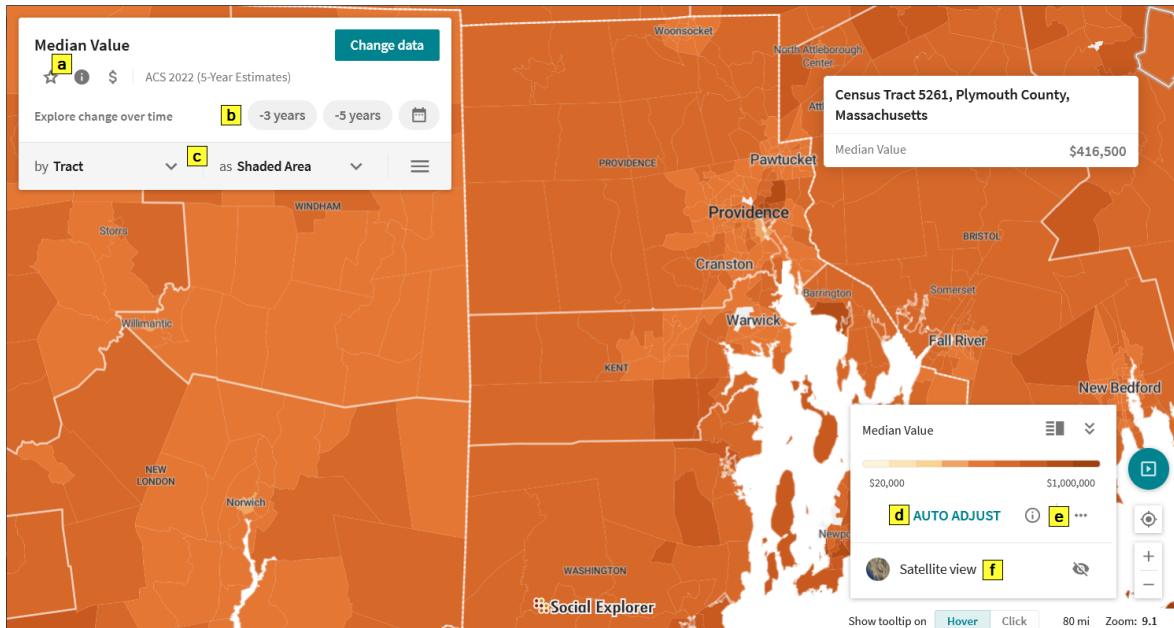 Median Value
Change data
a
$
ACS 2022 (5-Year Estimates)
Explore change over time
b
-3 years
-5 years
by Tract
c
as Shaded Area
Woonsocket
North Attleborough
Center
Census Tract 5261, Plymouth County,
Massachusetts
Median Value
$416,500
PROVIDENCE
Pawtucket
WINDHAM
Providence
Storrs
BRISTOL
Cranston
Barrington
Somerset
Willimantic
Warwick
Fall River
KENT
New Bedford
Median Value
$20,000
$1,000,000
NEW
LONDON
Norwich
d
AUTO ADJUST
e
WASHINGTON
Satellite view
f
Social Explorer
Show tooltip on
Hover
Click
80 mi
Zoom: 9.1